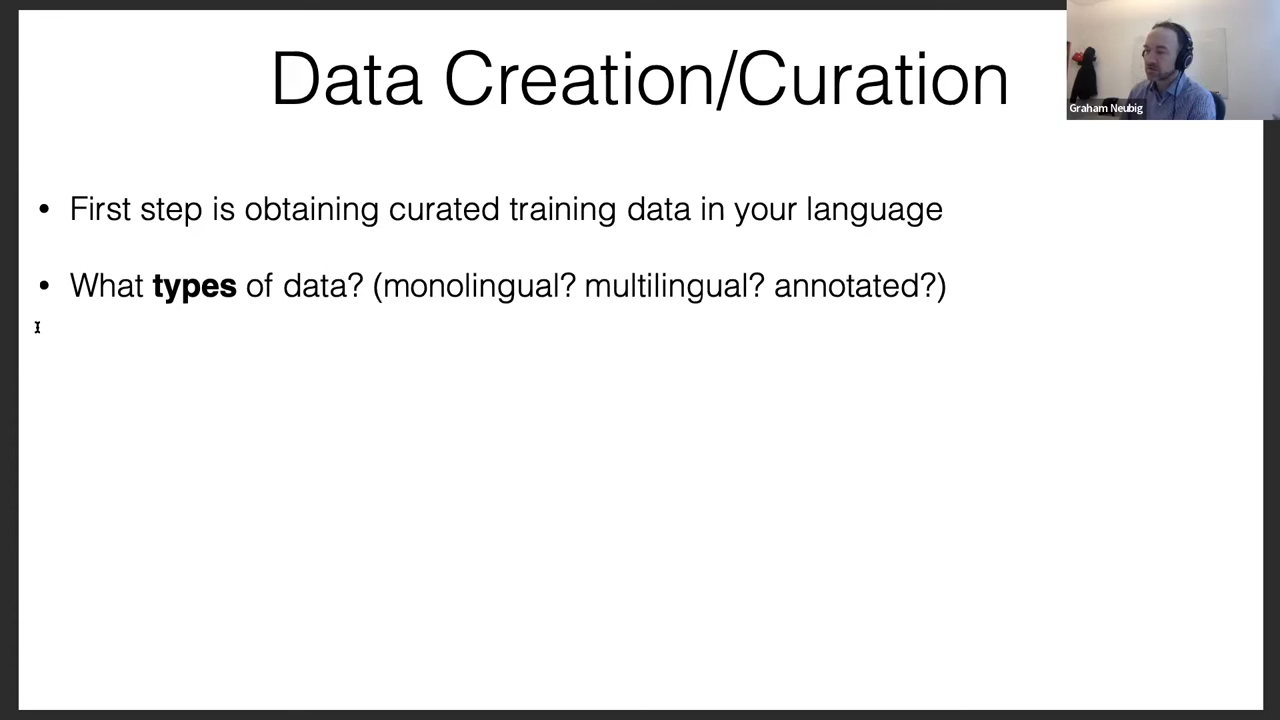 Data Creation/Curation
Graham Neubig
• First step is obtaining curated training data in your language
• What types of data? (monolingual? multilingual? annotated?)